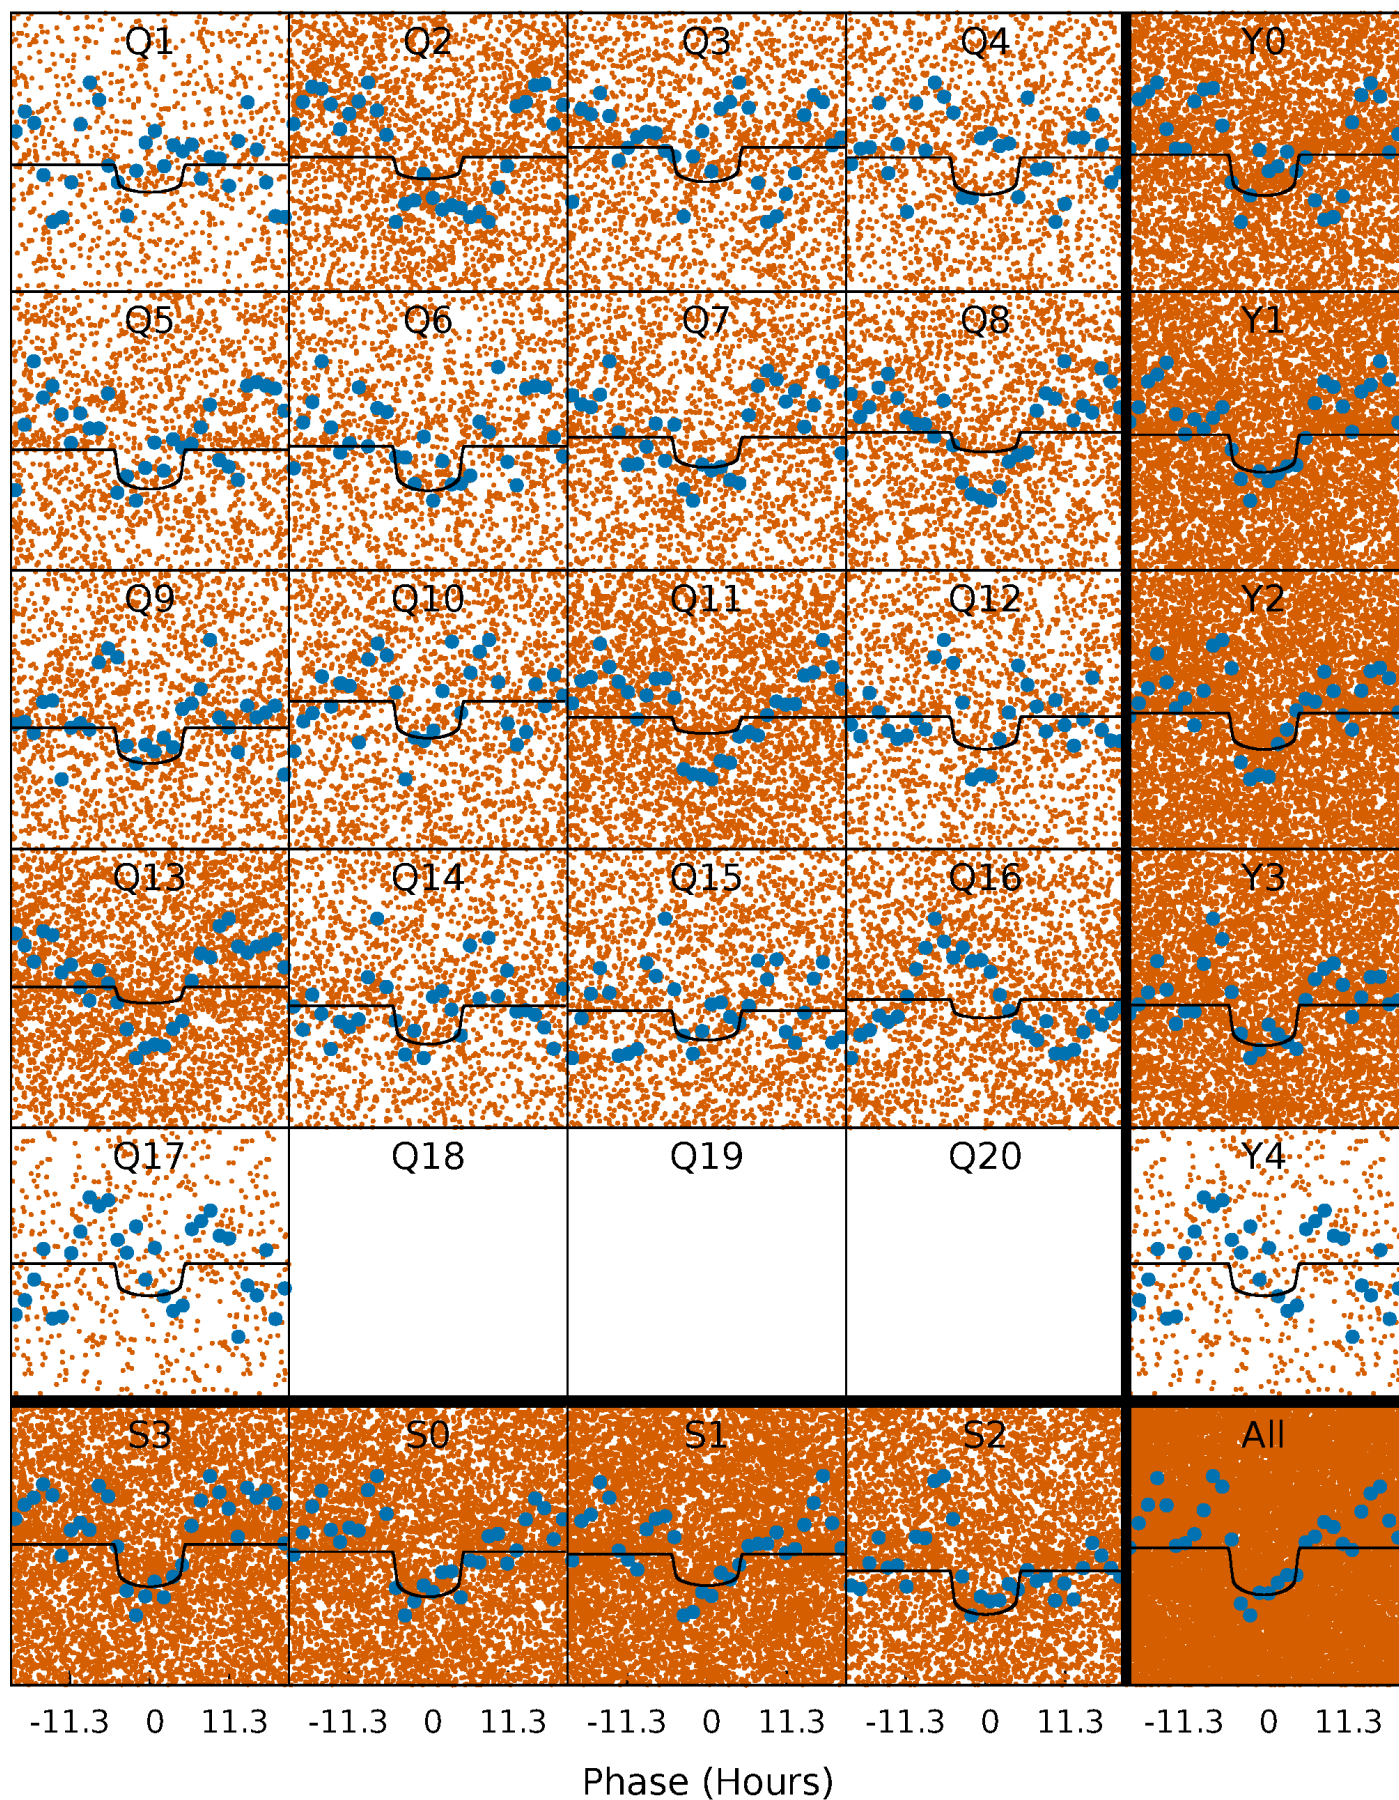 Q1 Q2 Q3 Q4 Y0
Q5 Q6 Q7 Q8 Y1
Q9 Q10 Q11 Q12 Y2
Q13 Q14 Q15 Q16 Y3
Q17 Q18 Q19 Q20 Y4
S3 S0 S1 S2 All
-11.3 0 11.3 -11.3 0 11.3 -11.3 0 11.3 -11.3 0 11.3 -11.3 0 11.3
Phase (Hours)